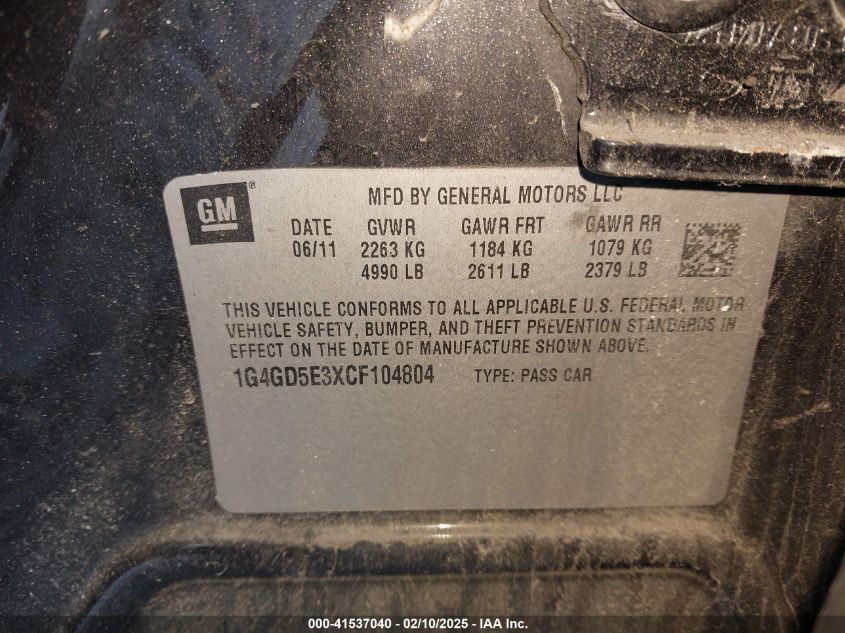 GM®
MFD BY GENERAL MOTORS LLC
DATE GVWR GAWR FRT GAWR RR
06/11 2263 KG 1184 KG 1079 KG
4990 LB 2611 LB 2379 LB
THIS VEHICLE CONFORMS TO ALL APPLICABLE U.S. FEDERAL MOTOR
VEHICLE SAFETY, BUMPER, AND THEFT PREVENTION STANDARDS IN
EFFECT ON THE DATE OF MANUFACTURE SHOWN ABOVE.
1G4GD5E3XCF104804 TYPE: PASS CAR
000-41537040 - 02/10/2025 - IAA Inc.